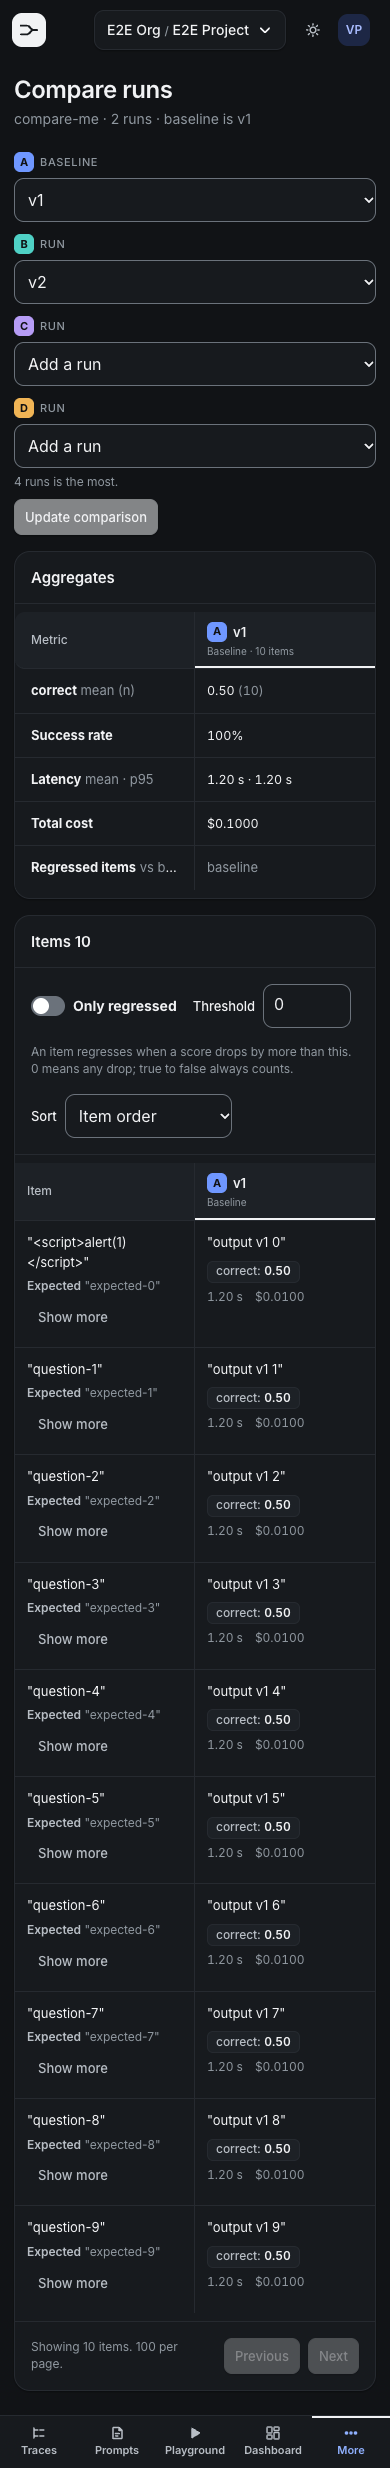 E2E Org / E2E Project
VP
Compare runs
compare-me · 2 runs · baseline is v1
A BASELINE
v1
B RUN
v2
C RUN
Add a run
D RUN
Add a run
4 runs is the most.
Update comparison
Aggregates
Metric
A v1
Baseline · 10 items
correct mean (n)
0.50 (10)
Success rate
100%
Latency mean · p95
1.20 s · 1.20 s
Total cost
$0.1000
Regressed items vs b...
baseline
Items 10
Only regressed
Threshold
0
An item regresses when a score drops by more than this.
0 means any drop; true to false always counts.
Sort
Item order
Item
A v1
Baseline
"<script>alert(1)
</script>"
Expected "expected-0"
Show more
"output v1 0"
correct: 0.50
1.20 s $0.0100
"question-1"
Expected "expected-1"
Show more
"output v1 1"
correct: 0.50
1.20 s $0.0100
"question-2"
Expected "expected-2"
Show more
"output v1 2"
correct: 0.50
1.20 s $0.0100
"question-3"
Expected "expected-3"
Show more
"output v1 3"
correct: 0.50
1.20 s $0.0100
"question-4"
Expected "expected-4"
Show more
"output v1 4"
correct: 0.50
1.20 s $0.0100
"question-5"
Expected "expected-5"
Show more
"output v1 5"
correct: 0.50
1.20 s $0.0100
"question-6"
Expected "expected-6"
Show more
"output v1 6"
correct: 0.50
1.20 s $0.0100
"question-7"
Expected "expected-7"
Show more
"output v1 7"
correct: 0.50
1.20 s $0.0100
"question-8"
Expected "expected-8"
Show more
"output v1 8"
correct: 0.50
1.20 s $0.0100
"question-9"
Expected "expected-9"
Show more
"output v1 9"
correct: 0.50
1.20 s $0.0100
Showing 10 items. 100 per
page.
Previous
Next
Traces
Prompts
Playground
Dashboard
More